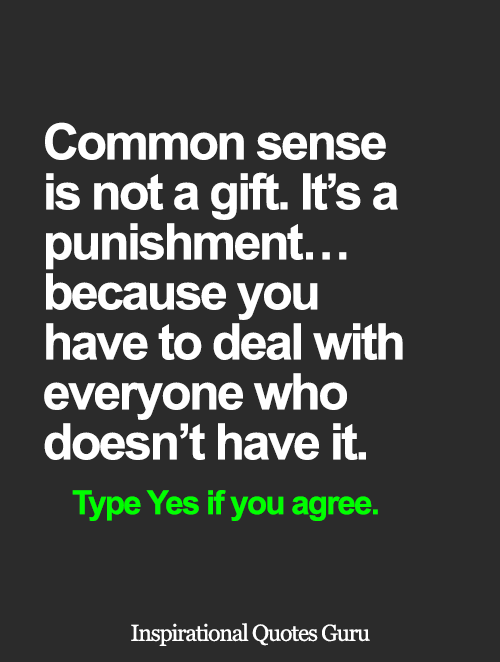 Common sense
is not a gift. It’s a
punishment…
because you
have to deal with
everyone who
doesn’t have it.
Type Yes if you agree.
Inspirational Quotes Guru